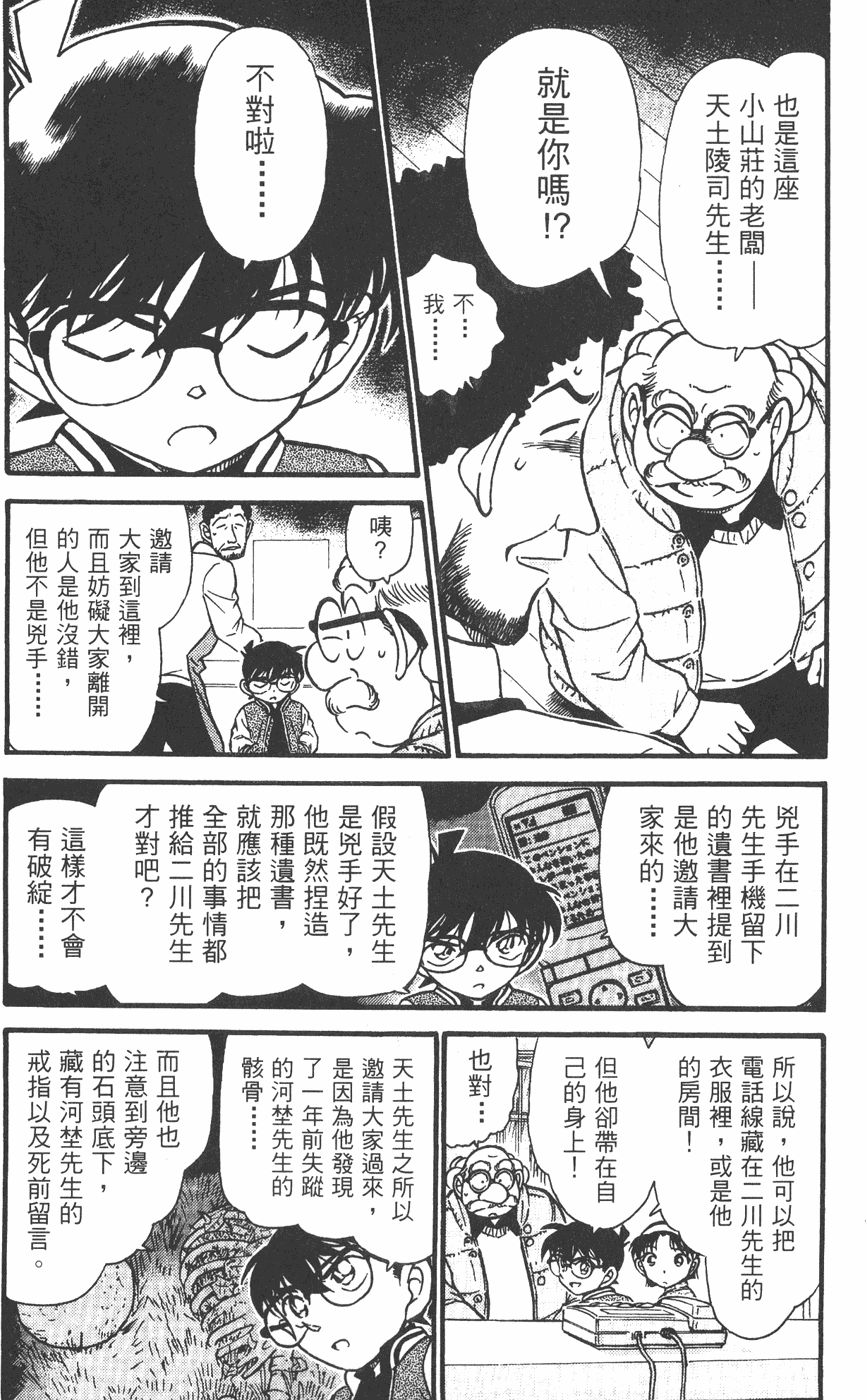 也是這座
小山莊的老闆——
天土陵司先生……
就是你嗎!?
不…
我……
不對啦……
咦?
邀請
大家到這裡,
而且妨礙大家離開
的人是他沒錯,
但他不是兇手……
兇手在二川
先生手機留下
的遺書裡提到
是他邀請大
家來的……
假設天土先生
是兇手好了,
他既然捏造
那種遺書,
就應該把
全部的事情都
推給二川先生
才對吧?
這樣才不會
有破綻……
所以說,他可以把
電話線藏在二川先生的
衣服裡,或是他
的房間!
但他卻帶在自
己的身上!
也對…
天土先生之所以
邀請大家過來,
是因為他發現
了一年前失蹤
的河埜先生的
骸骨……
而且他也
注意到旁邊
的石頭底下,
藏有河埜先生的
戒指以及死前留言。